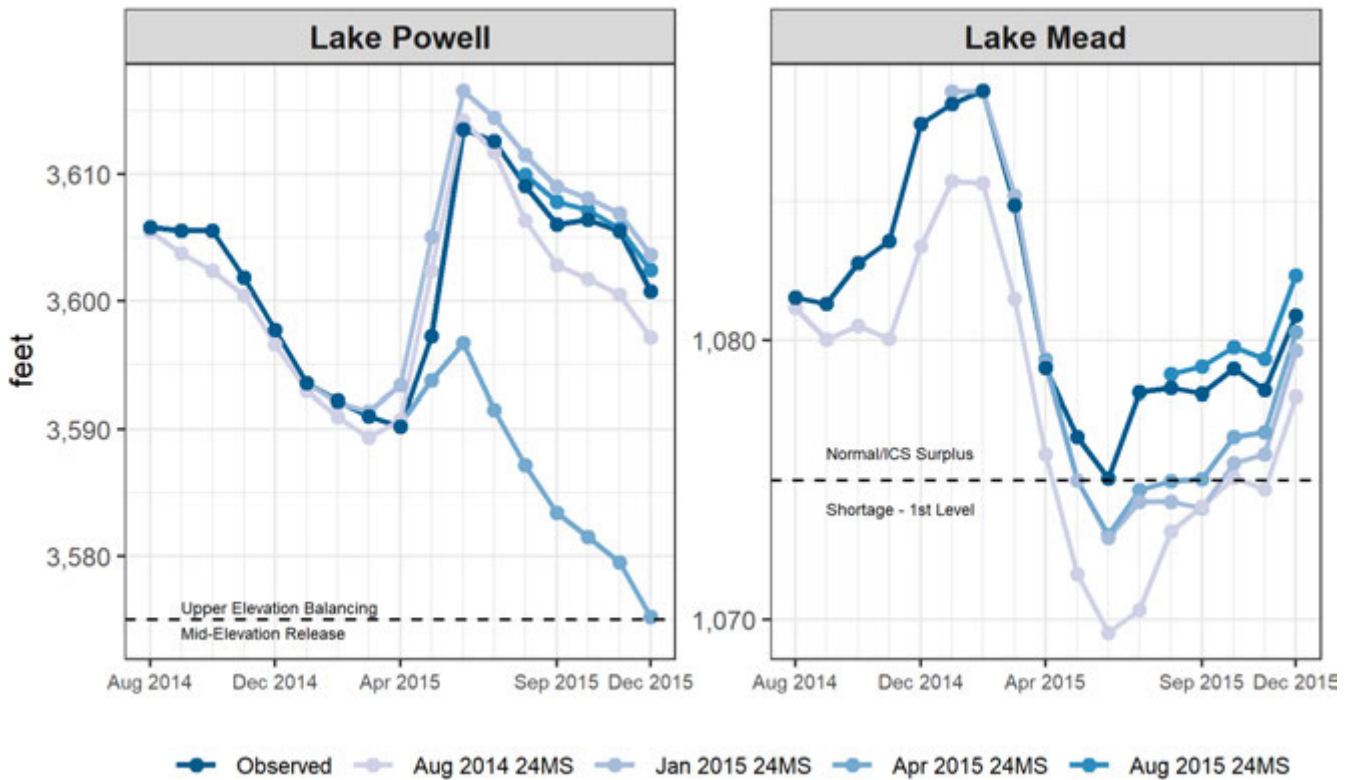 Lake Powell
Lake Mead
feet
3,610
3,600
3,590
3,580
Upper Elevation Balancing
Mid-Elevation Release
Aug 2014 Dec 2014 Apr 2015 Sep 2015 Dec 2015
1,080
1,070
Normal/ICS Surplus
Shortage - 1st Level
Aug 2014 Dec 2014 Apr 2015 Sep 2015 Dec 2015
Observed Aug 2014 24MS Jan 2015 24MS Apr 2015 24MS Aug 2015 24MS